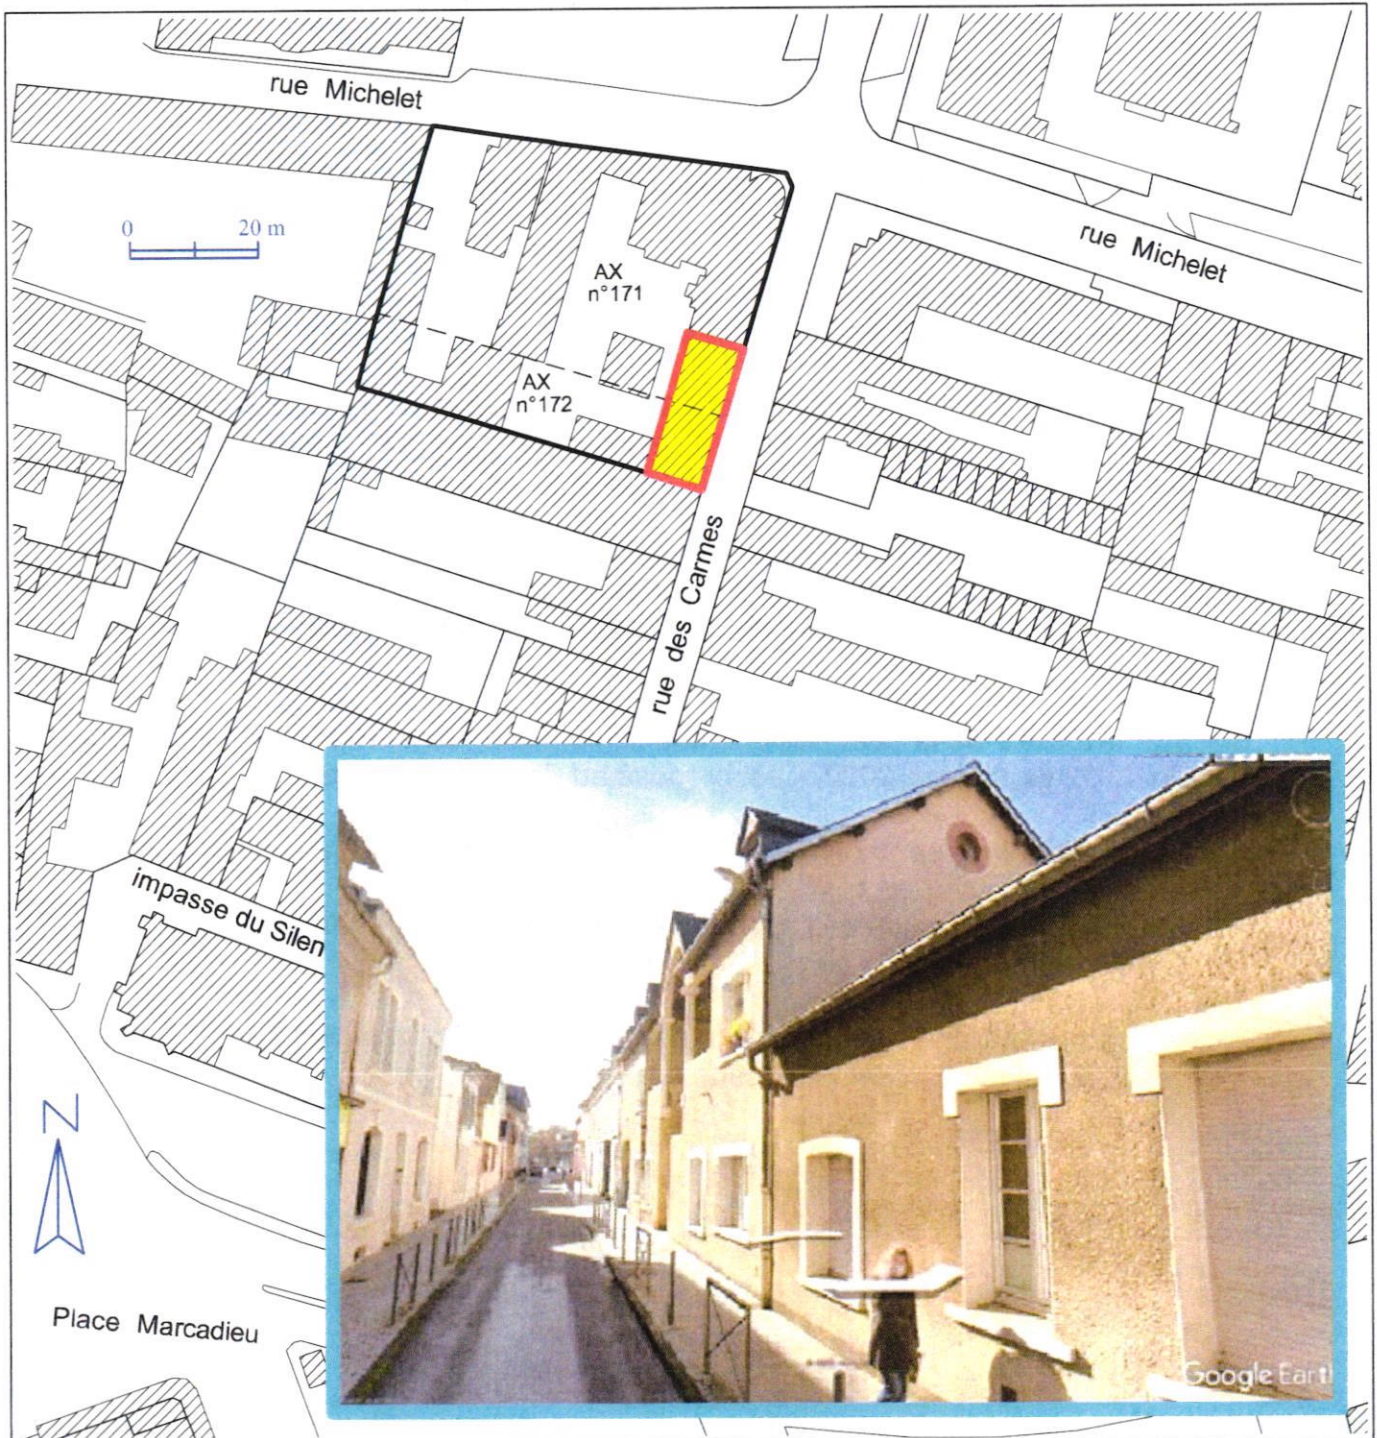 rue Michelet
0 20 m
rue Michelet
AX
n°171
AX
n°172
rue des Carmes
impasse du Silen
N
Place Marcadieu
Google Eart